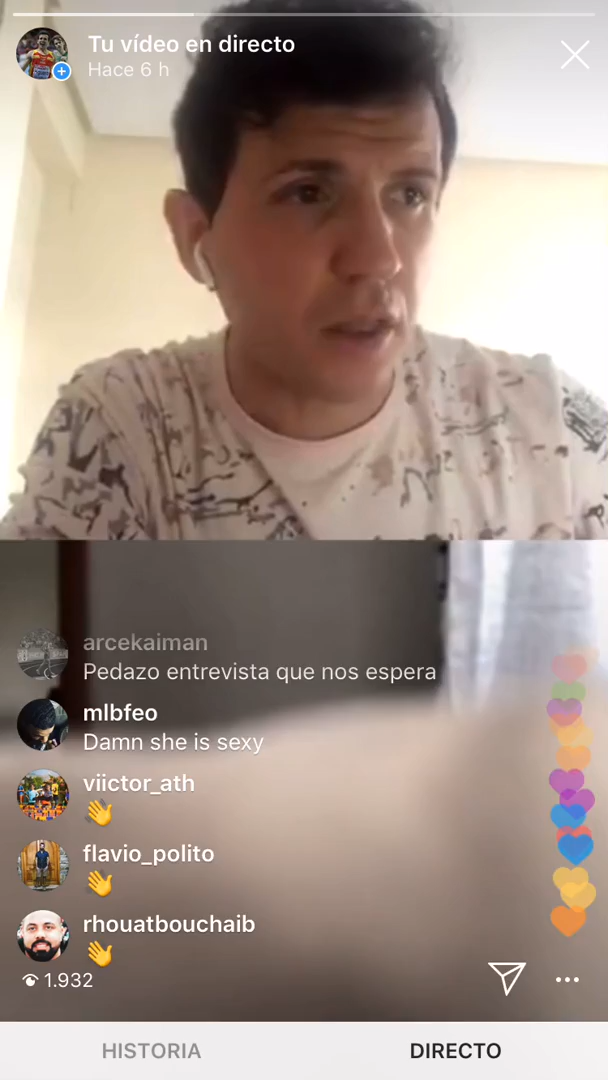 Tu vídeo en directo
Hace 6 h
arcekaiman
Pedazo entrevista que nos espera
mlbfeo
Damn she is sexy
viictor_ath
👋
flavio_polito
👋
rhouatbouchaib
👋
1.932
HISTORIA
DIRECTO